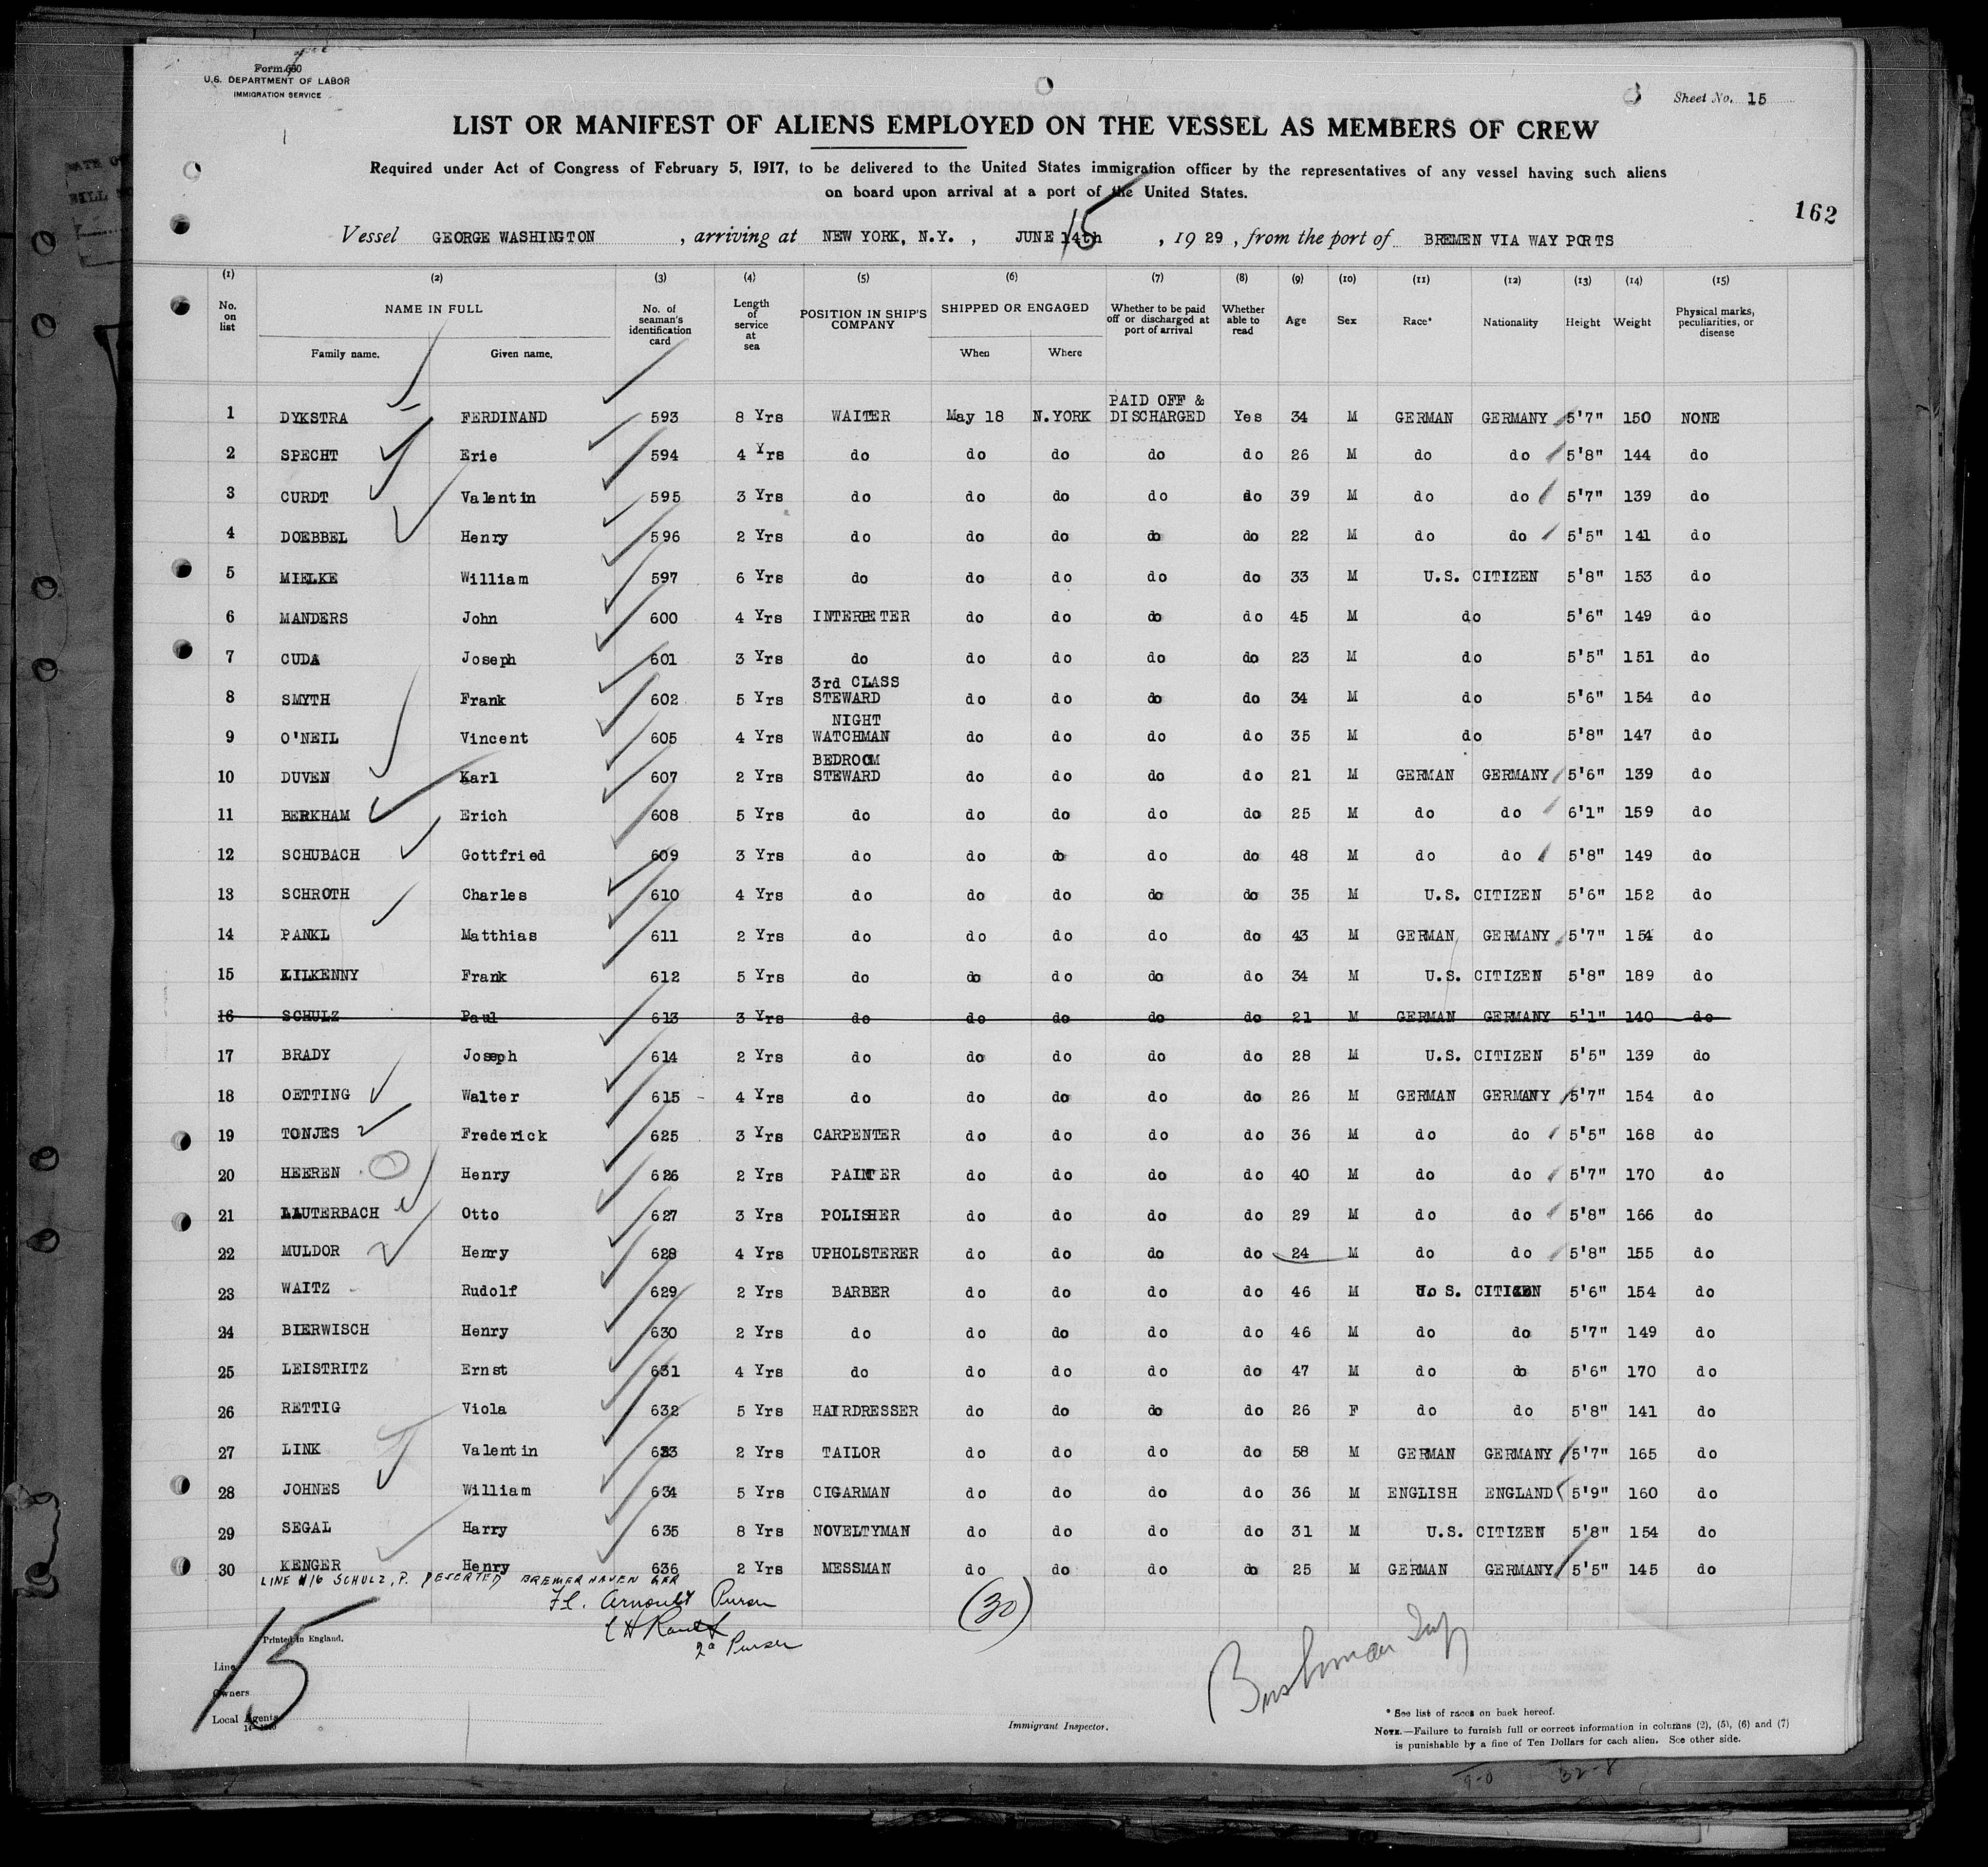 Form 680
U.S. DEPARTMENT OF LABOR
IMMIGRATION SERVICE
Sheet No. 15
LIST OR MANIFEST OF ALIENS EMPLOYED ON THE VESSEL AS MEMBERS OF CREW
Required under Act of Congress of February 5, 1917, to be delivered to the United States immigration officer by the representatives of any vessel having such aliens
on board upon arrival at a port of the United States.
162
Vessel GEORGE WASHINGTON, arriving at NEW YORK, N.Y., JUNE 14th 15, 1929, from the port of BREMEN VIA WAY PORTS
(1) (2) (3) (4) (5) (6) (7) (8) (9) (10) (11) (12) (13) (14) (15)
No. on list NAME IN FULL Family name. Given name. No. of seaman's identification card Length of service at sea POSITION IN SHIP'S COMPANY SHIPPED OR ENGAGED When Where Whether to be paid off or discharged at port of arrival Whether able to read Age Sex Race* Nationality Height Weight Physical marks, peculiarities, or disease
1 DYKSTRA FERDINAND 593 8 Yrs WAITER May 18 N.YORK PAID OFF & DISCHARGED Yes 34 M GERMAN GERMANY 5'7" 150 NONE
2 SPECHT Erie 594 4 Yrs do do do do do 26 M do do 5'8" 144 do
3 CURDT Valentin 595 3 Yrs do do do do do 39 M do do 5'7" 139 do
4 DOEBBEL Henry 596 2 Yrs do do do do do 22 M do do 5'5" 141 do
5 MIELKE William 597 6 Yrs do do do do do 33 M U.S. CITIZEN 5'8" 153 do
6 MANDERS John 600 4 Yrs INTERPETER do do do do 45 M do 5'6" 149 do
7 CUDA Joseph 601 3 Yrs do do do do do 23 M do 5'5" 151 do
8 SMYTH Frank 602 5 Yrs 3rd CLASS STEWARD do do do do 34 M do 5'6" 154 do
9 O'NEIL Vincent 605 4 Yrs NIGHT WATCHMAN do do do do 35 M do 5'8" 147 do
10 DUVEN Karl 607 2 Yrs BEDROOM STEWARD do do do do 21 M GERMAN GERMANY 5'6" 139 do
11 BERKHAM Erich 608 5 Yrs do do do do do 25 M do do 6'1" 159 do
12 SCHUBACH Gottfried 609 3 Yrs do do do do do 48 M do do 5'8" 149 do
13 SCHROTH Charles 610 4 Yrs do do do do do 35 M U.S. CITIZEN 5'6" 152 do
14 PANKL Matthias 611 2 Yrs do do do do do 43 M GERMAN GERMANY 5'7" 154 do
15 KILKENNY Frank 612 5 Yrs do do do do do 34 M U.S. CITIZEN 5'8" 189 do
16 SCHULZ Paul 613 3 Yrs do do do do do 21 M GERMAN GERMANY 5'1" 140 do
17 BRADY Joseph 614 2 Yrs do do do do do 28 M U.S. CITIZEN 5'5" 139 do
18 OETTING Walter 615 4 Yrs do do do do do 26 M GERMAN GERMANY 5'7" 154 do
19 TONJES Frederick 625 3 Yrs CARPENTER do do do do 36 M do do 5'5" 168 do
20 HEEREN Henry 626 2 Yrs PAINTER do do do do 40 M do do 5'7" 170 do
21 LAUTERBACH Otto 627 3 Yrs POLISHER do do do do 29 M do do 5'8" 166 do
22 MULDOR Henry 628 4 Yrs UPHOLSTERER do do do do 24 M do do 5'8" 155 do
23 WAITZ Rudolf 629 2 Yrs BARBER do do do do 46 M U. S. CITIZEN 5'6" 154 do
24 BIERWISCH Henry 630 2 Yrs do do do do do 46 M do do 5'7" 149 do
25 LEISTRITZ Ernst 631 4 Yrs do do do do do 47 M do do 5'6" 170 do
26 RETTIG Viola 632 5 Yrs HAIRDRESSER do do do do 26 F do do 5'8" 141 do
27 LINK Valentin 633 2 Yrs TAILOR do do do do 58 M GERMAN GERMANY 5'7" 165 do
28 JOHNES William 634 5 Yrs CIGARMAN do do do do 36 M ENGLISH ENGLAND 5'9" 160 do
29 SEGAL Harry 635 8 Yrs NOVELTYMAN do do do do 31 M U.S. CITIZEN 5'8" 154 do
30 KENGER Henry 636 2 Yrs MESSMAN do do do do 25 M GERMAN GERMANY 5'5" 145 do
LINE #16 SCHULZ, P. DESERTED BREMERHAVEN GER
Arnoult Purser
(30)
2d Purser
Printed in England.
15
Line
Owners
Local Agents
Immigrant Inspector.
* See list of races on back hereof.
NOTE.—Failure to furnish full or correct information in columns (2), (5), (6) and (7)
is punishable by a fine of Ten Dollars for each alien. See other side.